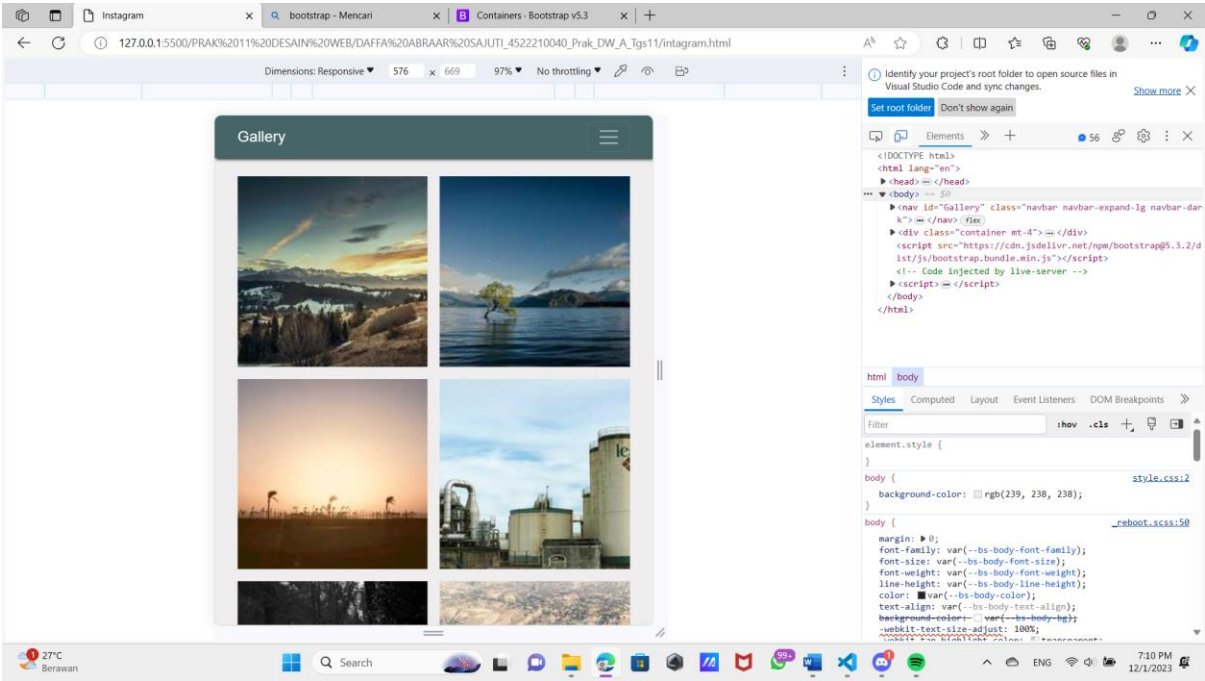 Instagram
bootstrap - Mencari
B Containers · Bootstrap v5.3
127.0.0.1:5500/PRAK%2011%20DESAIN%20WEB/DAFFA%20ABRAAR%20SAJUTI_4522210040_Prak_DW_A_Tgs11/intagram.html
Dimensions: Responsive 576 x 669 97% No throttling
Identify your project's root folder to open source files in
Visual Studio Code and sync changes.
Show more
Set root folder Don't show again
Gallery
Elements 56
<!DOCTYPE html>
<html lang="en">
<head> </head>
<body> == $0
<nav id="Gallery" class="navbar navbar-expand-lg navbar-dar
k"> </nav> flex
<div class="container mt-4"> </div>
<script src="https://cdn.jsdelivr.net/npm/bootstrap@5.3.2/d
ist/js/bootstrap.bundle.min.js"></script>
<!-- Code injected by live-server -->
<script> </script>
</body>
</html>
le
html body
Styles Computed Layout Event Listeners DOM Breakpoints
Filter :hov .cls
element.style {
}
body { style.css:2
background-color: rgb(239, 238, 238);
}
body { _reboot.scss:50
margin: 0;
font-family: var(--bs-body-font-family);
font-size: var(--bs-body-font-size);
font-weight: var(--bs-body-font-weight);
line-height: var(--bs-body-line-height);
color: var(--bs-body-color);
text-align: var(--bs-body-text-align);
background-color: var(--bs-body-bg);
-webkit-text-size-adjust: 100%;
-webkit-tap-highlight-color: transparent;
27°C
Berawan
Search
99+
ENG
7:10 PM
12/1/2023